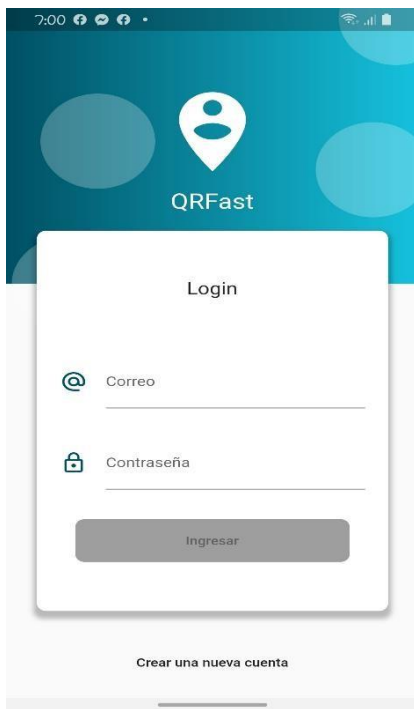 7:00
QRFast
Login
Correo
Contraseña
Ingresar
Crear una nueva cuenta